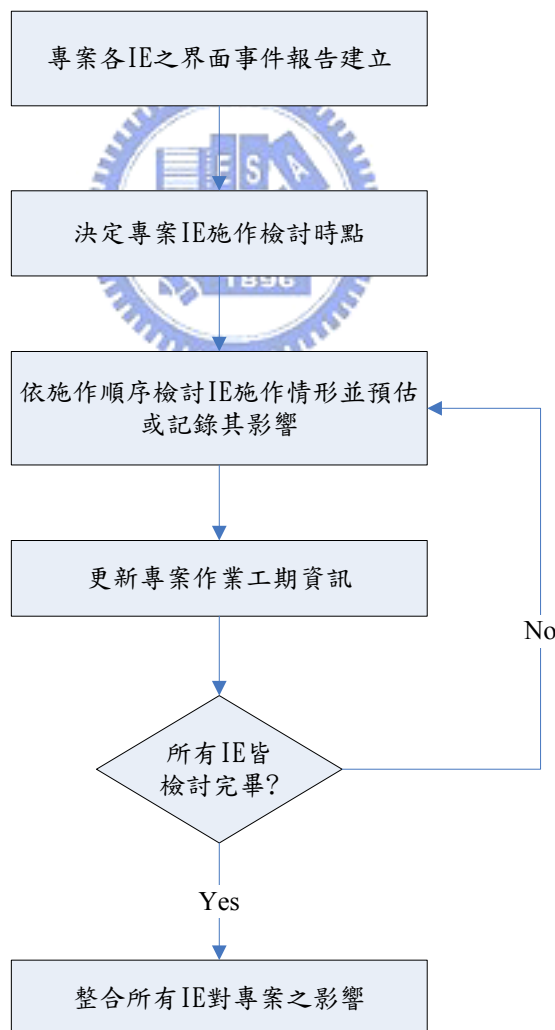 專案各IE之界面事件報告建立
ESA
決定專案IE施作檢討時點
1896
依施作順序檢討IE施作情形並預估
或記錄其影響
更新專案作業工期資訊
No
所有IE皆
檢討完畢?
Yes
整合所有IE對專案之影響